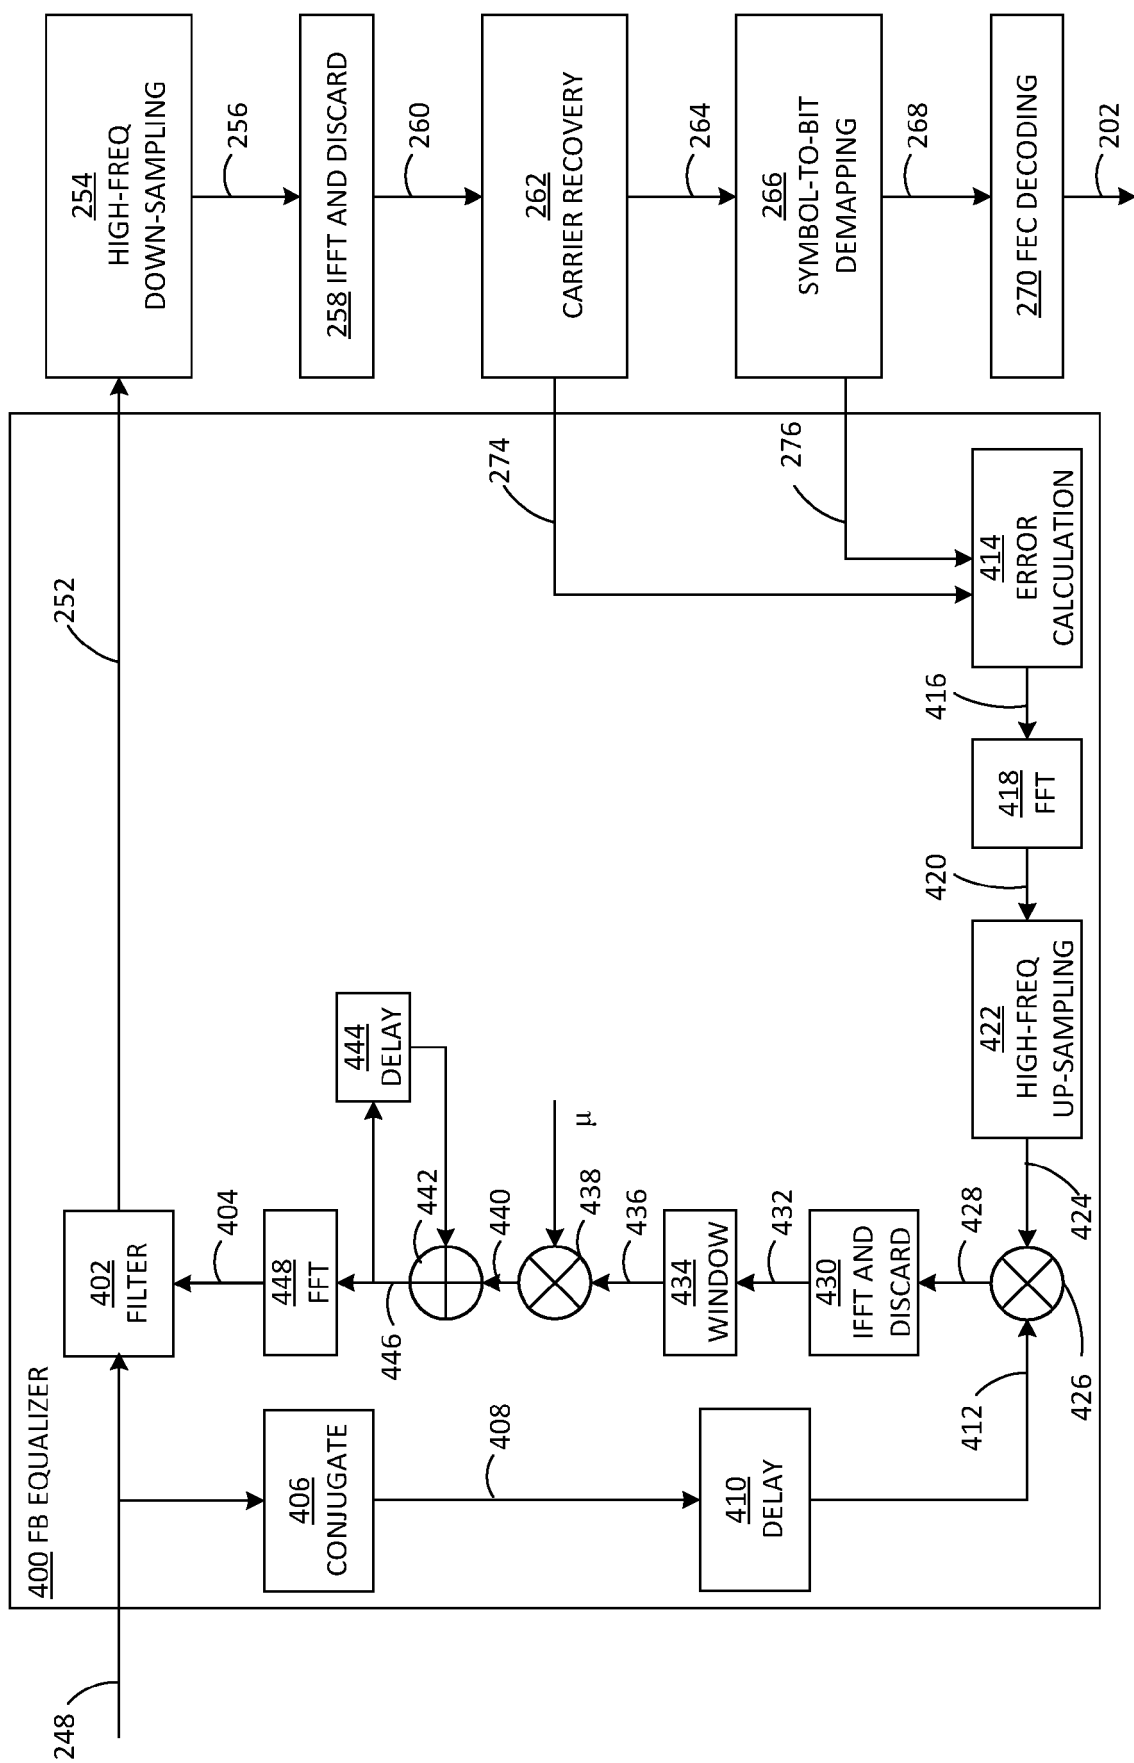 400 FB EQUALIZER
248
252
402
FILTER
404
448
FFT
406
CONJUGATE
408
410
DELAY
412
446
442
444
DELAY
440
438
μ
436
434
WINDOW
432
430
IFFT AND
DISCARD
428
426
424
422
HIGH-FREQ
UP-SAMPLING
420
418
FFT
416
414
ERROR
CALCULATION
274
276
254
HIGH-FREQ
DOWN-SAMPLING
256
258 IFFT AND DISCARD
260
262
CARRIER RECOVERY
264
266
SYMBOL-TO-BIT
DEMAPPING
268
270 FEC DECODING
202